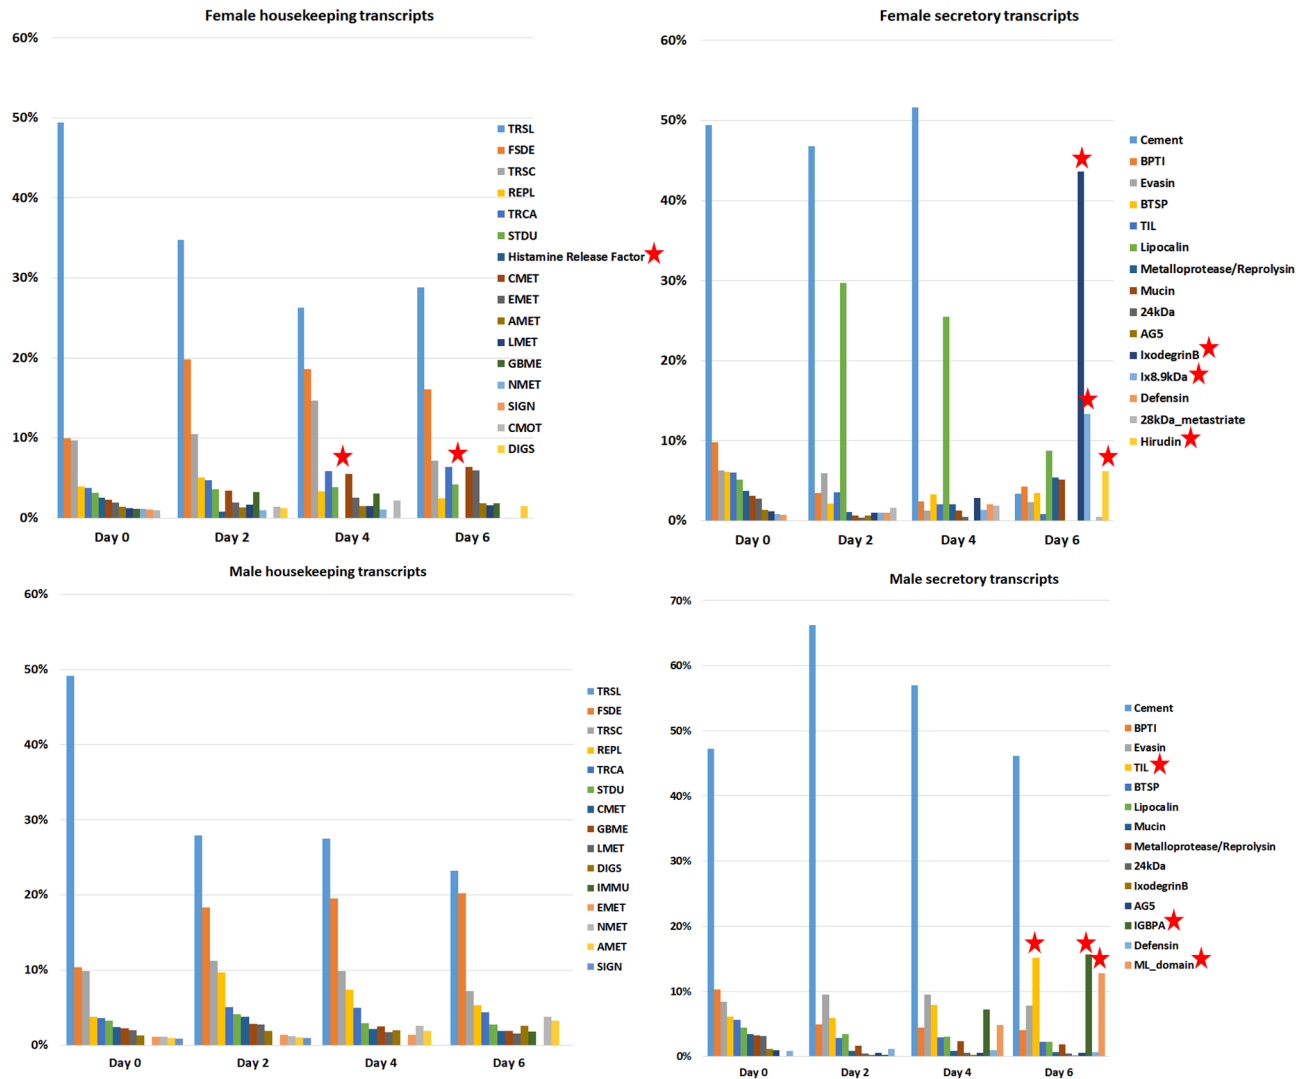 Female housekeeping transcripts
60%
50%
40%
30%
20%
10%
0%
Day 0
Day 2
Day 4
Day 6
TRSL
FSDE
TRSC
REPL
TRCA
STDU
Histamine Release Factor
CMET
EMET
AMET
LMET
GBME
NMET
SIGN
CMOT
DIGS
Female secretory transcripts
60%
50%
40%
30%
20%
10%
0%
Day 0
Day 2
Day 4
Day 6
Cement
BPTI
Evasin
BTSP
TIL
Lipocalin
Metalloprotease/Reprolysin
Mucin
24kDa
AG5
IxodegrinB
Ix8.9kDa
Defensin
28kDa_metastriate
Hirudin
Male housekeeping transcripts
60%
50%
40%
30%
20%
10%
0%
Day 0
Day 2
Day 4
Day 6
TRSL
FSDE
TRSC
REPL
TRCA
STDU
CMET
GBME
LMET
DIGS
IMMU
EMET
NMET
AMET
SIGN
Male secretory transcripts
70%
60%
50%
40%
30%
20%
10%
0%
Day 0
Day 2
Day 4
Day 6
Cement
BPTI
Evasin
TIL
BTSP
Lipocalin
Mucin
Metalloprotease/Reprolysin
24kDa
IxodegrinB
AG5
IGBPA
Defensin
ML_domain